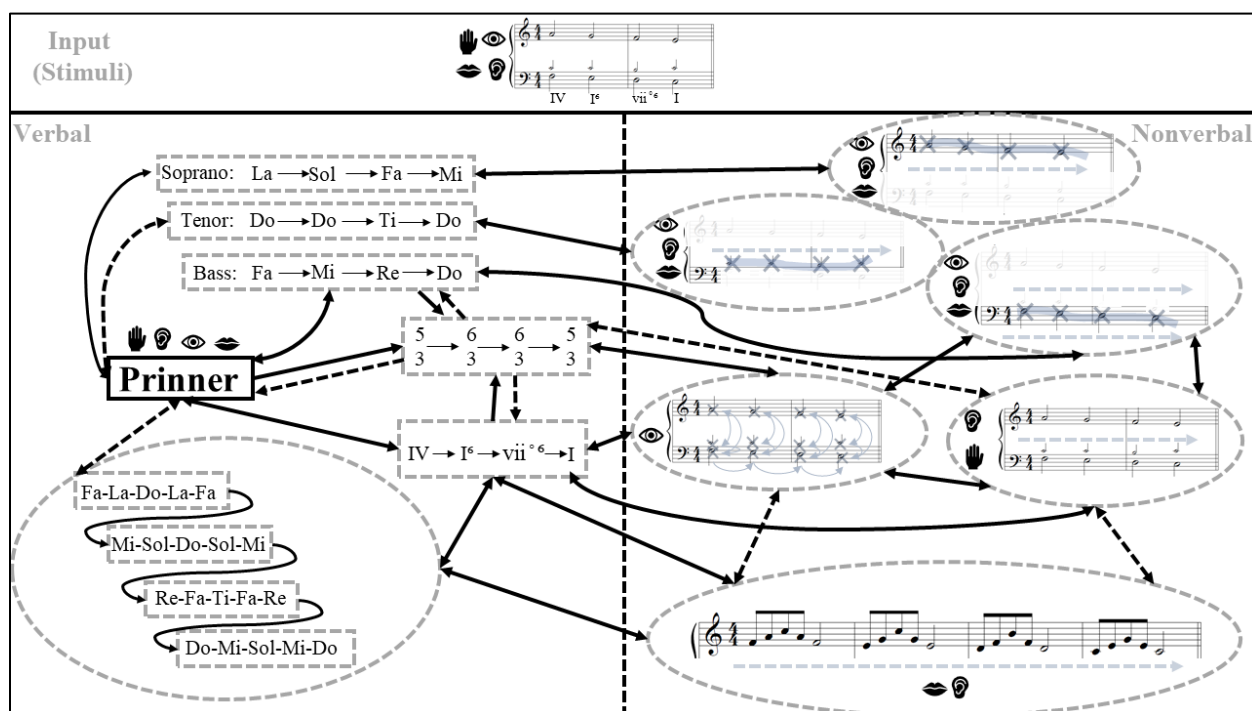 Input
(Stimuli)
IV I⁶ vii°⁶ I
Verbal
Nonverbal
Soprano: La → Sol → Fa → Mi
Tenor: Do → Do → Ti → Do
Bass: Fa → Mi → Re → Do
5 → 6 → 6 → 5
3 → 3 → 3 → 3
Prinner
IV → I⁶ → vii°⁶ → I
Fa-La-Do-La-Fa
Mi-Sol-Do-Sol-Mi
Re-Fa-Ti-Fa-Re
Do-Mi-Sol-Mi-Do